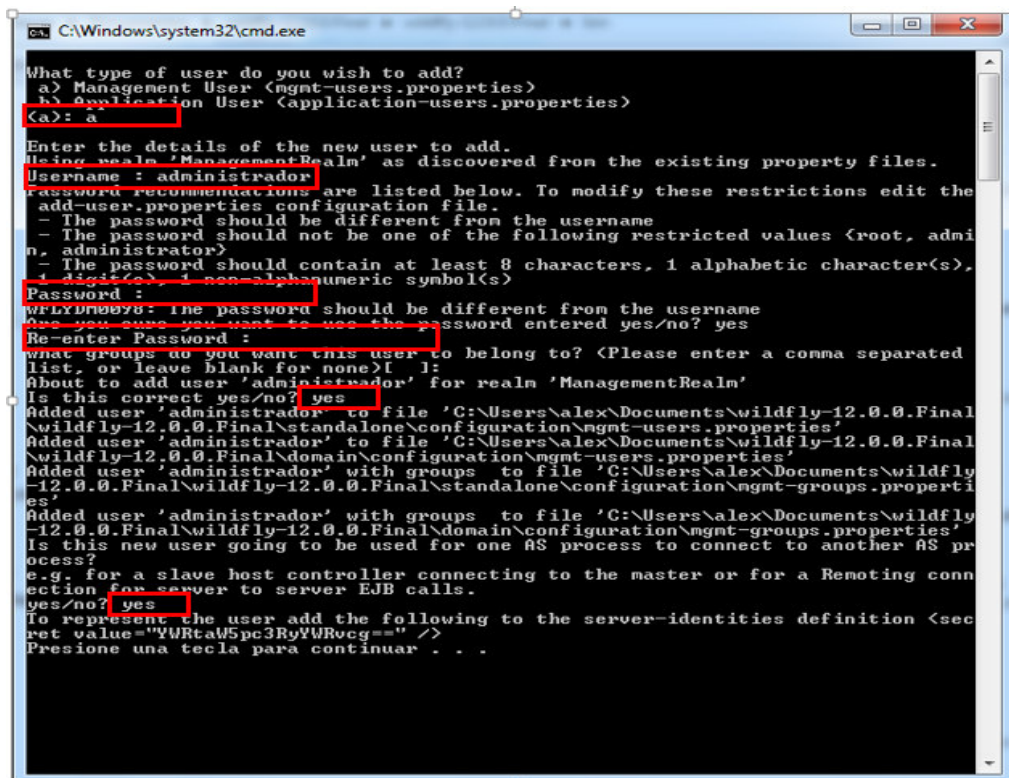 C:\Windows\system32\cmd.exe
What type of user do you wish to add?
a) Management User (mgmt-users.properties)
b) Application User (application-users.properties)
(a): a
Enter the details of the new user to add.
Using realm 'ManagementRealm' as discovered from the existing property files.
Username : administrador
Password recommendations are listed below. To modify these restrictions edit the
add-user.properties configuration file.
- The password should be different from the username
- The password should not be one of the following restricted values {root, admi
n, administrator}
- The password should contain at least 8 characters, 1 alphabetic character(s),
1 digit(s), 1 non-alphanumeric symbol(s)
Password :
WFLYDM0098: The password should be different from the username
Are you sure you want to use the password entered yes/no? yes
Re-enter Password :
What groups do you want this user to belong to? (Please enter a comma separated
list, or leave blank for none)[  ]:
About to add user 'administrador' for realm 'ManagementRealm'
Is this correct yes/no? yes
Added user 'administrador' to file 'C:\Users\alex\Documents\wildfly-12.0.0.Final
\wildfly-12.0.0.Final\standalone\configuration\mgmt-users.properties'
Added user 'administrador' to file 'C:\Users\alex\Documents\wildfly-12.0.0.Final
\wildfly-12.0.0.Final\domain\configuration\mgmt-users.properties'
Added user 'administrador' with groups  to file 'C:\Users\alex\Documents\wildfly
-12.0.0.Final\wildfly-12.0.0.Final\standalone\configuration\mgmt-groups.properti
es'
Added user 'administrador' with groups  to file 'C:\Users\alex\Documents\wildfly
-12.0.0.Final\wildfly-12.0.0.Final\domain\configuration\mgmt-groups.properties'
Is this new user going to be used for one AS process to connect to another AS pr
ocess?
e.g. for a slave host controller connecting to the master or for a Remoting conn
ection for server to server EJB calls.
yes/no? yes
To represent the user add the following to the server-identities definition <sec
ret value="YWRtaW5pc3RyYWRvcg==" />
Presione una tecla para continuar . . .